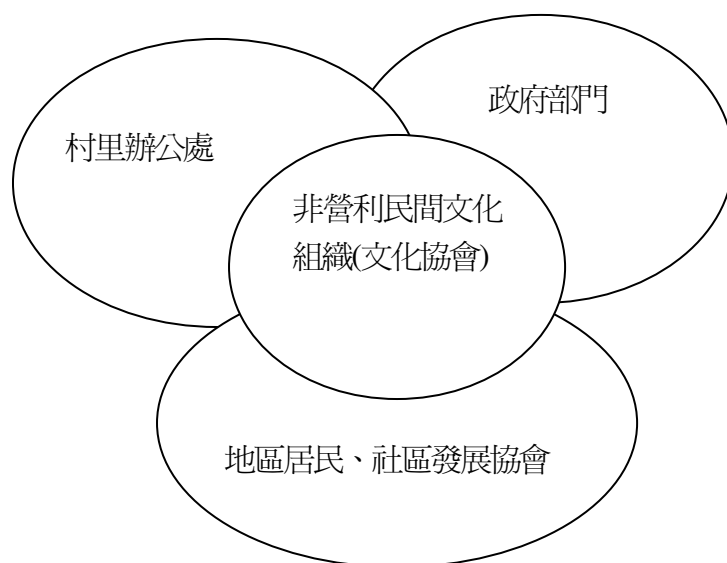 政府部門
村里辦公處
非營利民間文化
組織(文化協會)
地區居民、社區發展協會